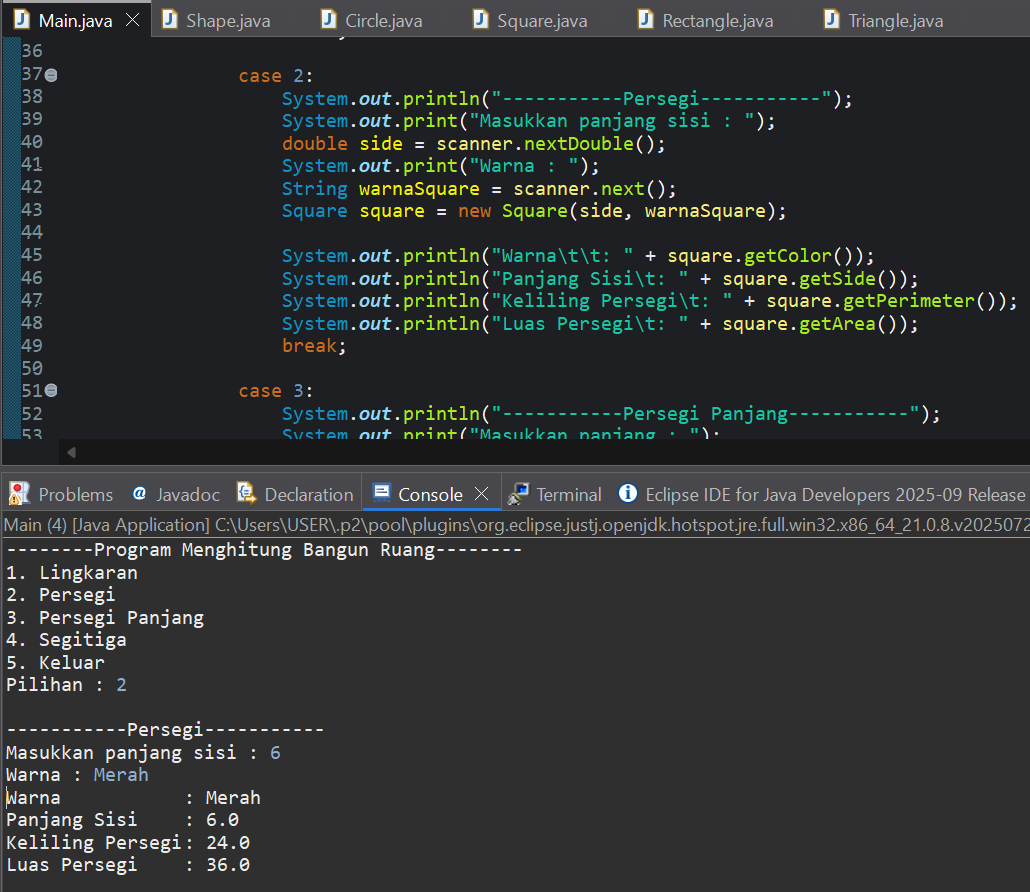 Main.java Shape.java Circle.java Square.java Rectangle.java Triangle.java
36
37 case 2:
38 System.out.println("-----------Persegi-----------");
39 System.out.print("Masukkan panjang sisi : ");
40 double side = scanner.nextDouble();
41 System.out.print("Warna : ");
42 String warnaSquare = scanner.next();
43 Square square = new Square(side, warnaSquare);
44
45 System.out.println("Warna\t\t: " + square.getColor());
46 System.out.println("Panjang Sisi\t: " + square.getSide());
47 System.out.println("Keliling Persegi\t: " + square.getPerimeter());
48 System.out.println("Luas Persegi\t: " + square.getArea());
49 break;
50
51 case 3:
52 System.out.println("-----------Persegi Panjang-----------");
53 System.out.print("Masukkan panjang : ");
Problems Javadoc Declaration Console Terminal Eclipse IDE for Java Developers 2025-09 Release
Main (4) [Java Application] C:\Users\USER\.p2\pool\plugins\org.eclipse.justj.openjdk.hotspot.jre.full.win32.x86_64_21.0.8.v2025072
--------Program Menghitung Bangun Ruang--------
1. Lingkaran
2. Persegi
3. Persegi Panjang
4. Segitiga
5. Keluar
Pilihan : 2
-----------Persegi-----------
Masukkan panjang sisi : 6
Warna : Merah
Warna : Merah
Panjang Sisi : 6.0
Keliling Persegi: 24.0
Luas Persegi : 36.0